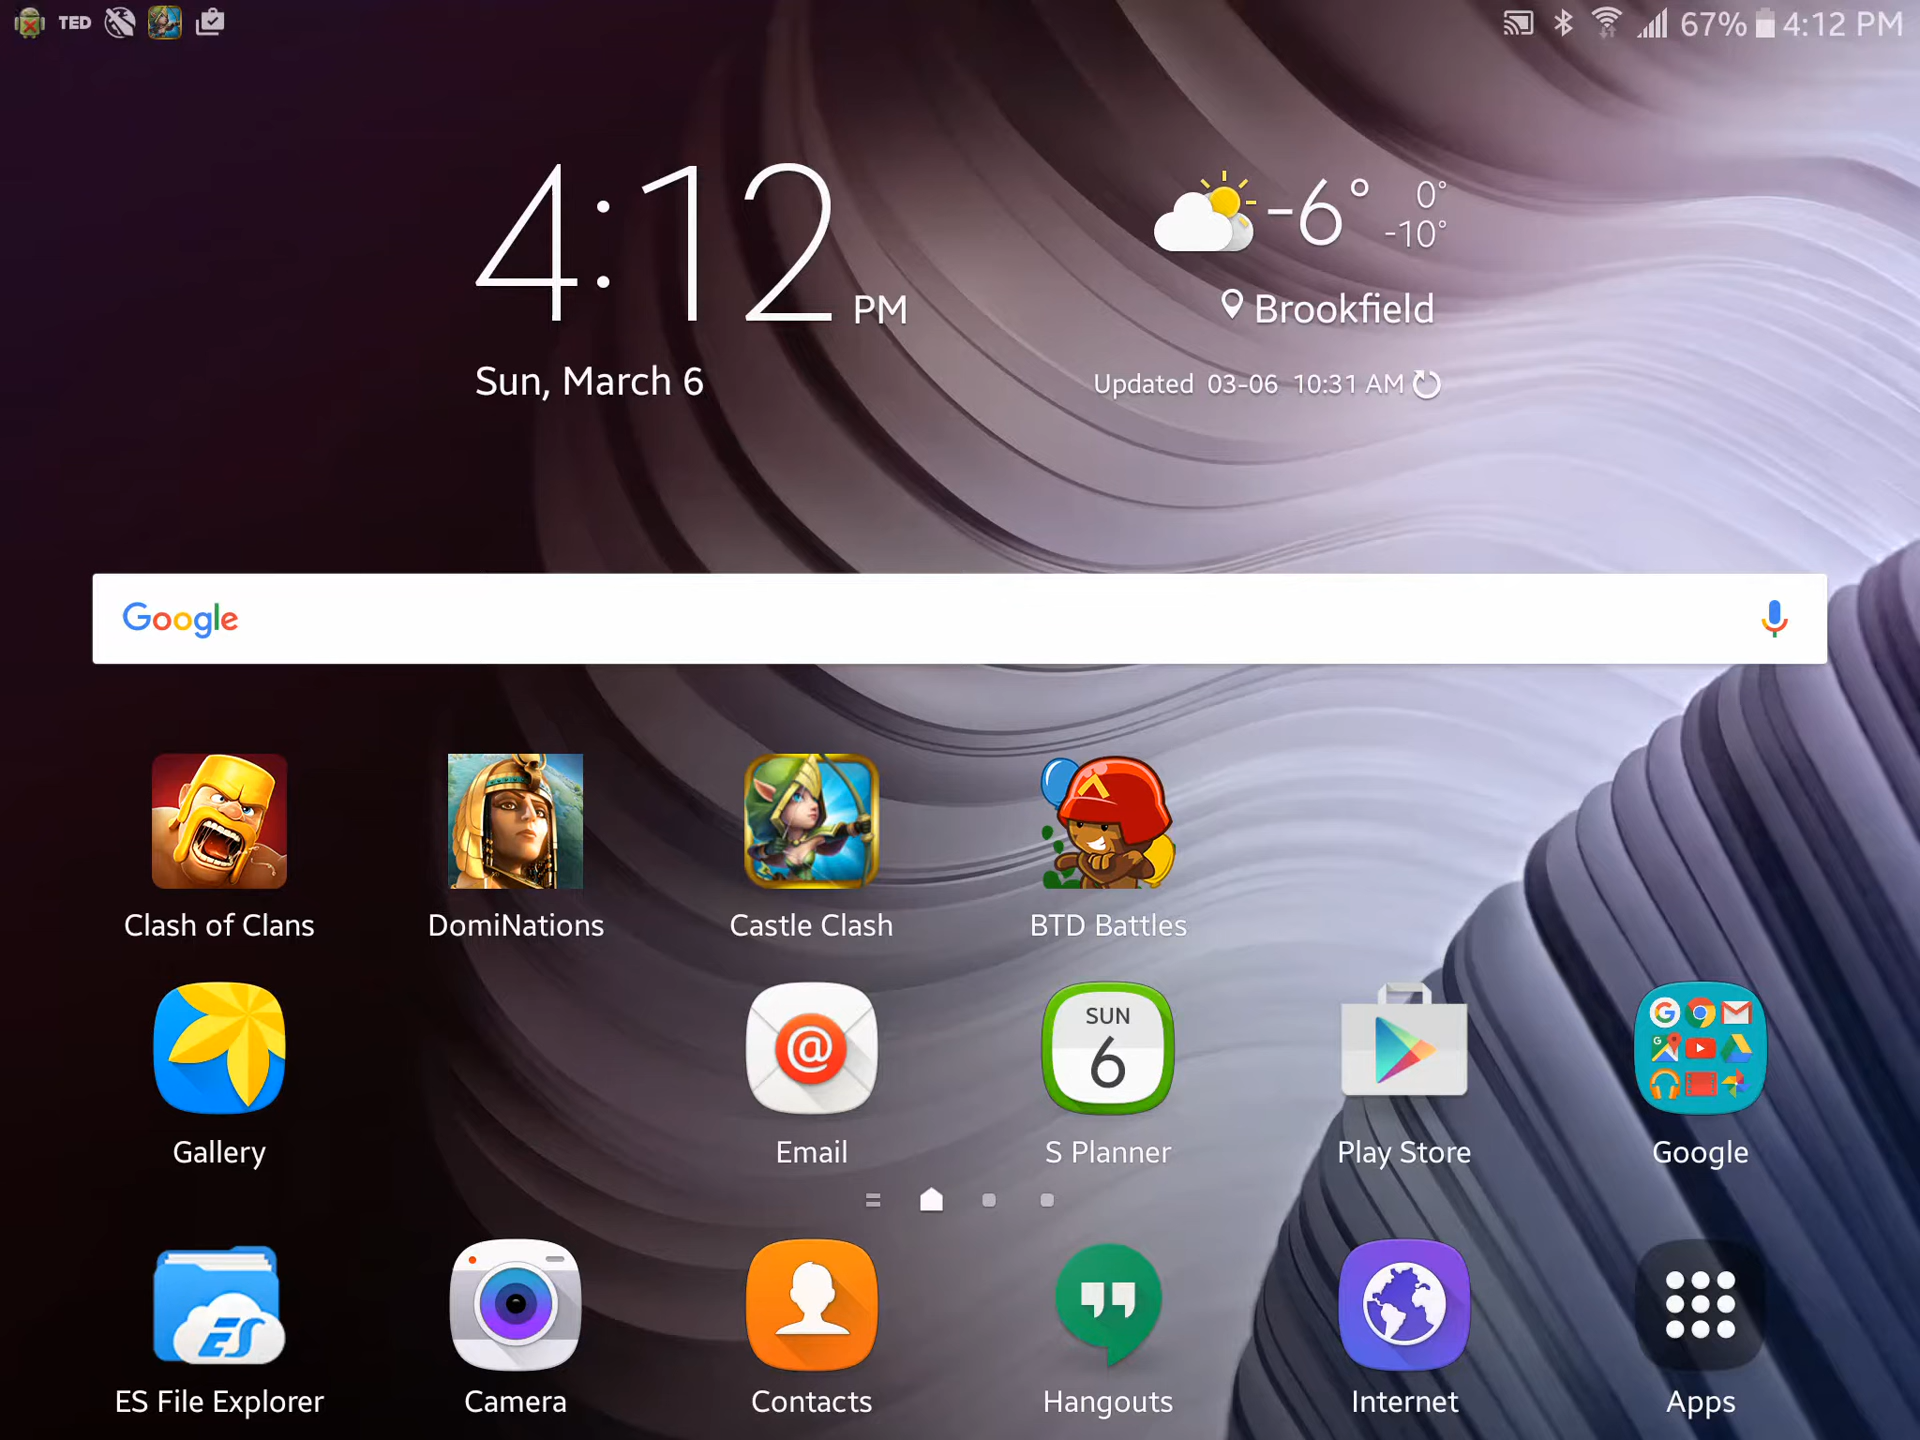 TED
67% 4:12 PM
4:12 PM
-6° 0°
-10°
Brookfield
Sun, March 6
Updated 03-06 10:31 AM
Google
Clash of Clans
DomiNations
Castle Clash
BTD Battles
SUN
6
@
G
Gallery
Email
S Planner
Play Store
Google
ES
ES File Explorer
Camera
Contacts
Hangouts
Internet
Apps